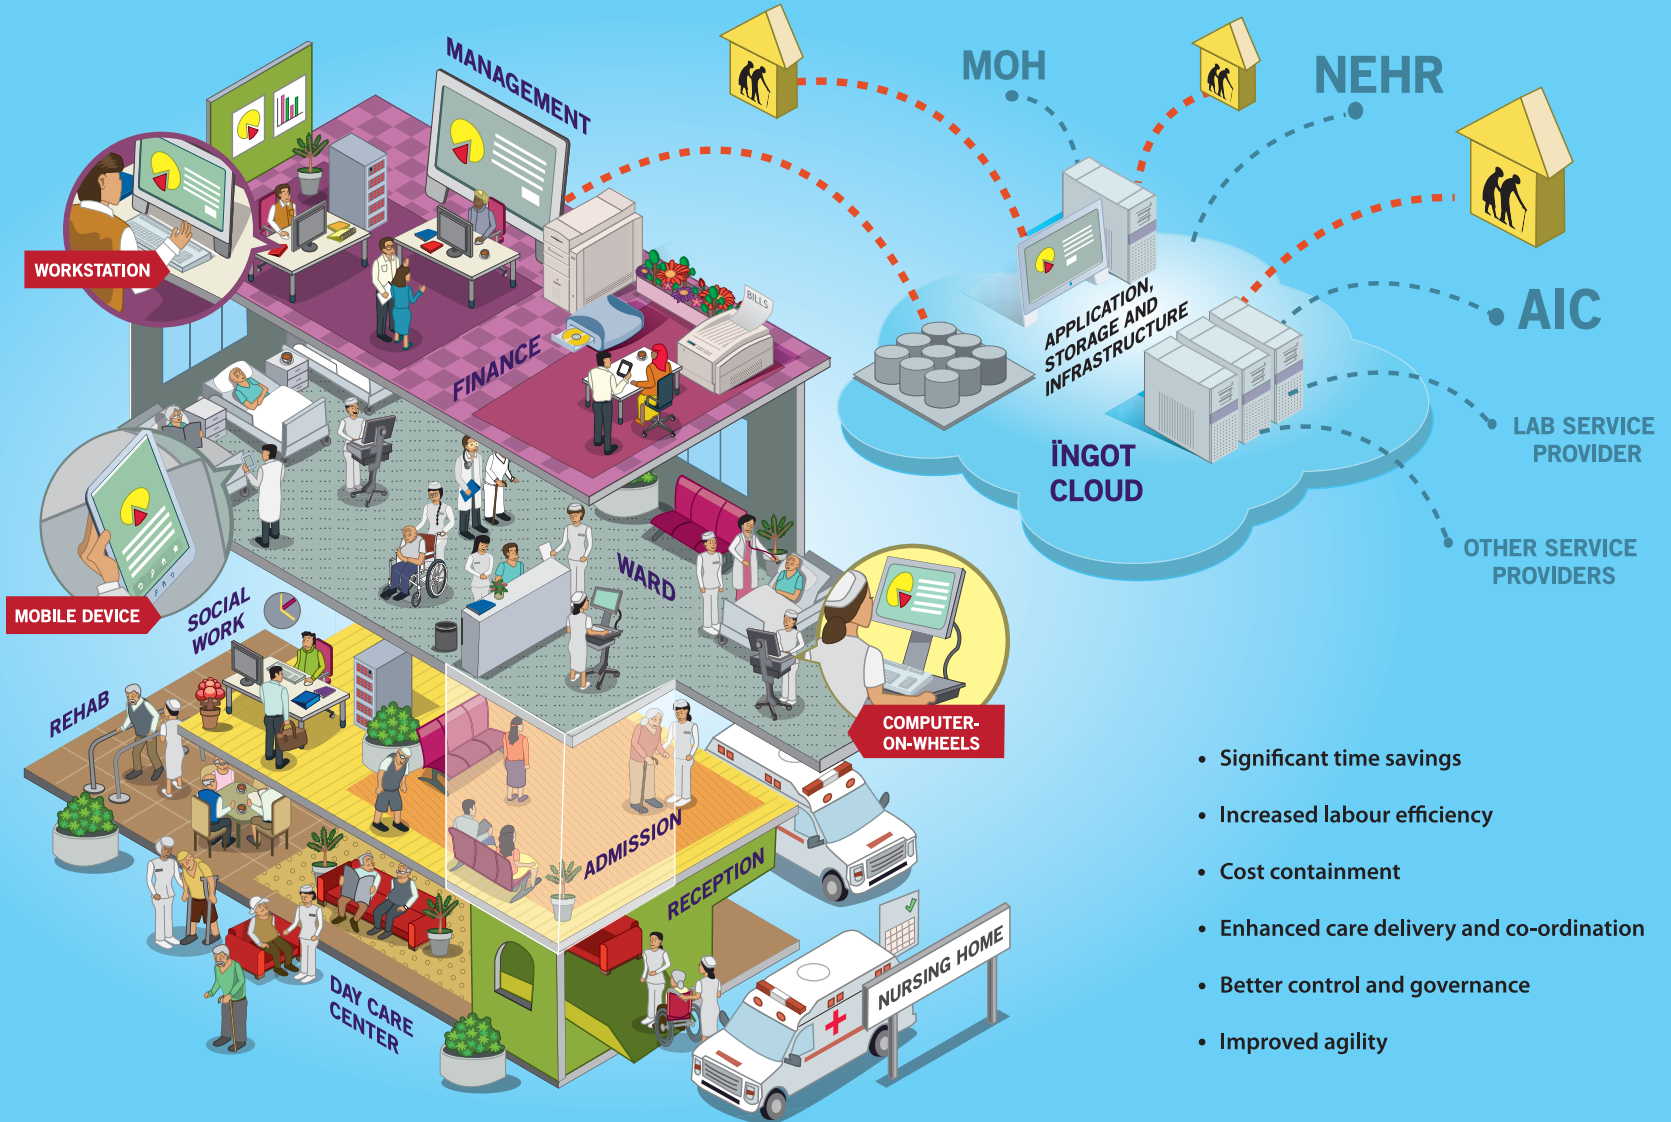 MANAGEMENT
WORKSTATION
FINANCE
BILLS
MOBILE DEVICE
WARD
SOCIAL
WORK
REHAB
COMPUTER-
ON-WHEELS
ADMISSION
RECEPTION
DAY CARE
CENTER
NURSING HOME
MOH
NEHR
AIC
APPLICATION,
STORAGE AND
INFRASTRUCTURE
ÏNGOT
CLOUD
LAB SERVICE
PROVIDER
OTHER SERVICE
PROVIDERS
• Significant time savings
• Increased labour efficiency
• Cost containment
• Enhanced care delivery and co-ordination
• Better control and governance
• Improved agility